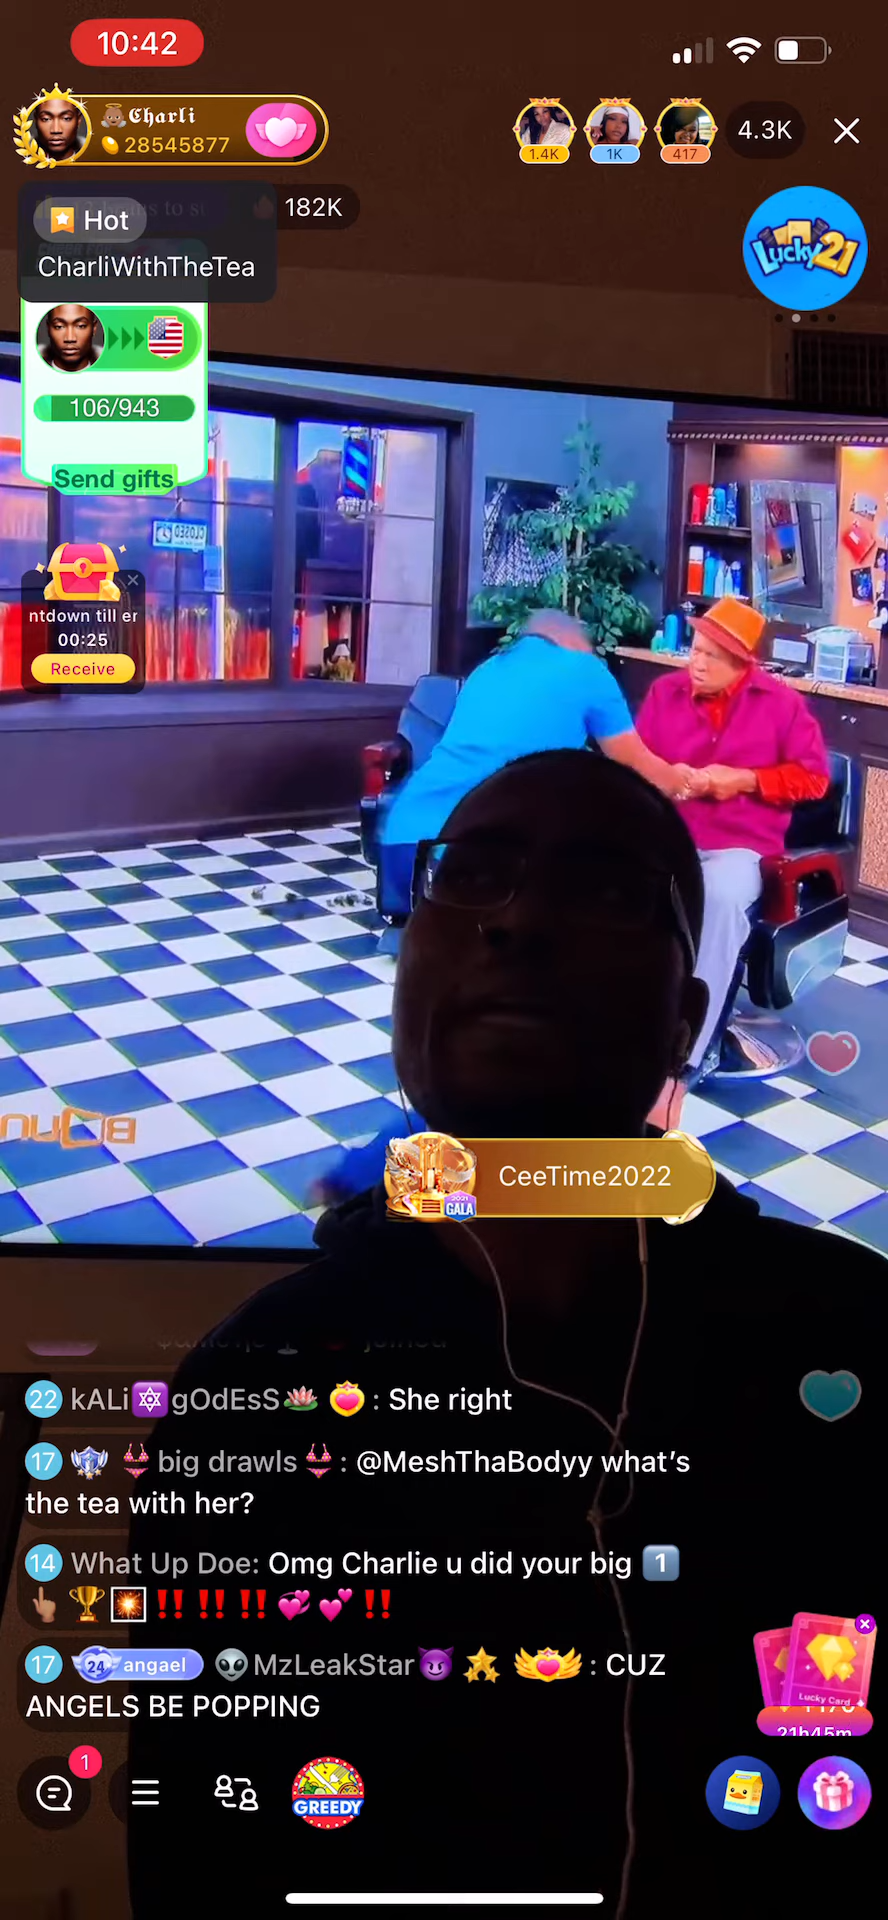 10:42
Charli
28545877
1.4K
1K
417
4.3K
182K
Hot
CharliWithTheTea
Lucky21
106/943
Send gifts
CLOSED
ntdown till er
00:25
Receive
CeeTime2022
2021
GALA
22 kALi🔯gOdEsS🪷 : She right
17 👙 big drawls 👙 : @MeshThaBodyy what's
the tea with her?
14 What Up Doe: Omg Charlie u did your big 1️⃣
👆🏽🏆🎇‼️‼️‼️💞💕‼️
17 24 angael 👽MzLeakStar😈 : CUZ
ANGELS BE POPPING
Lucky Card
21h45m
1
GREEDY